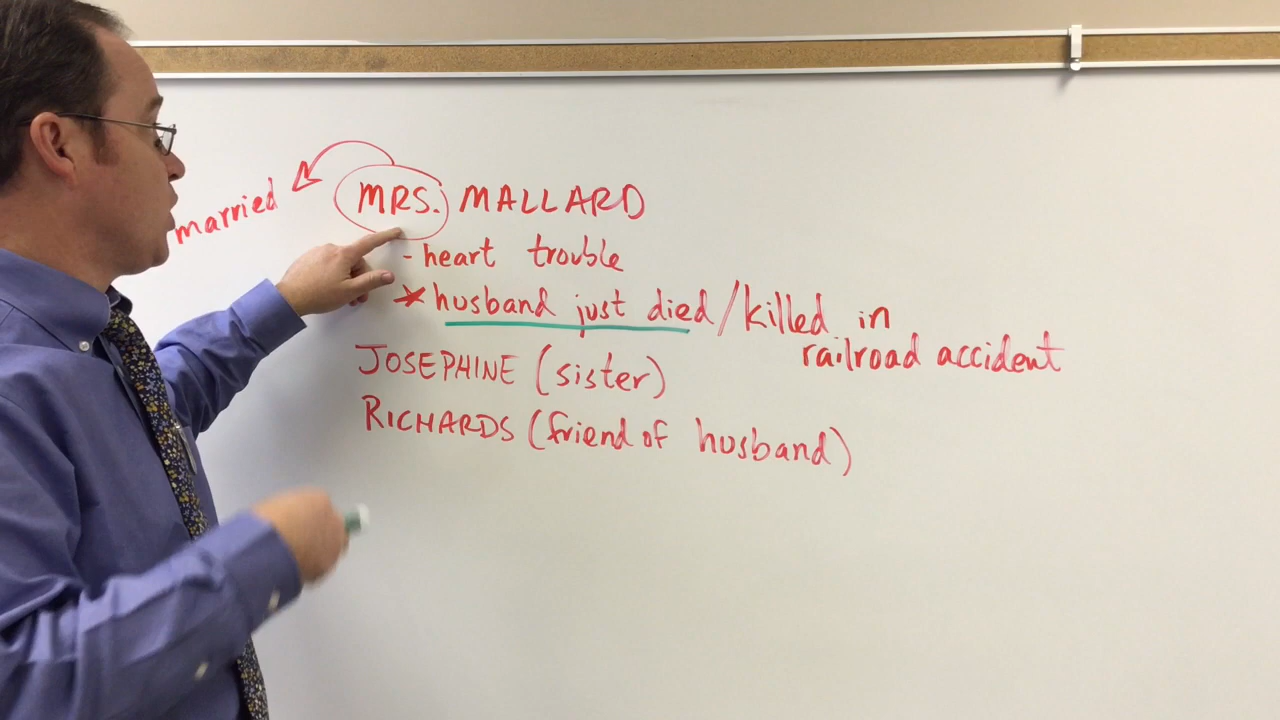 married
MRS. MALLARD
- heart trouble
* husband just died/killed in
railroad accident
JOSEPHINE (sister)
RICHARDS (friend of husband)